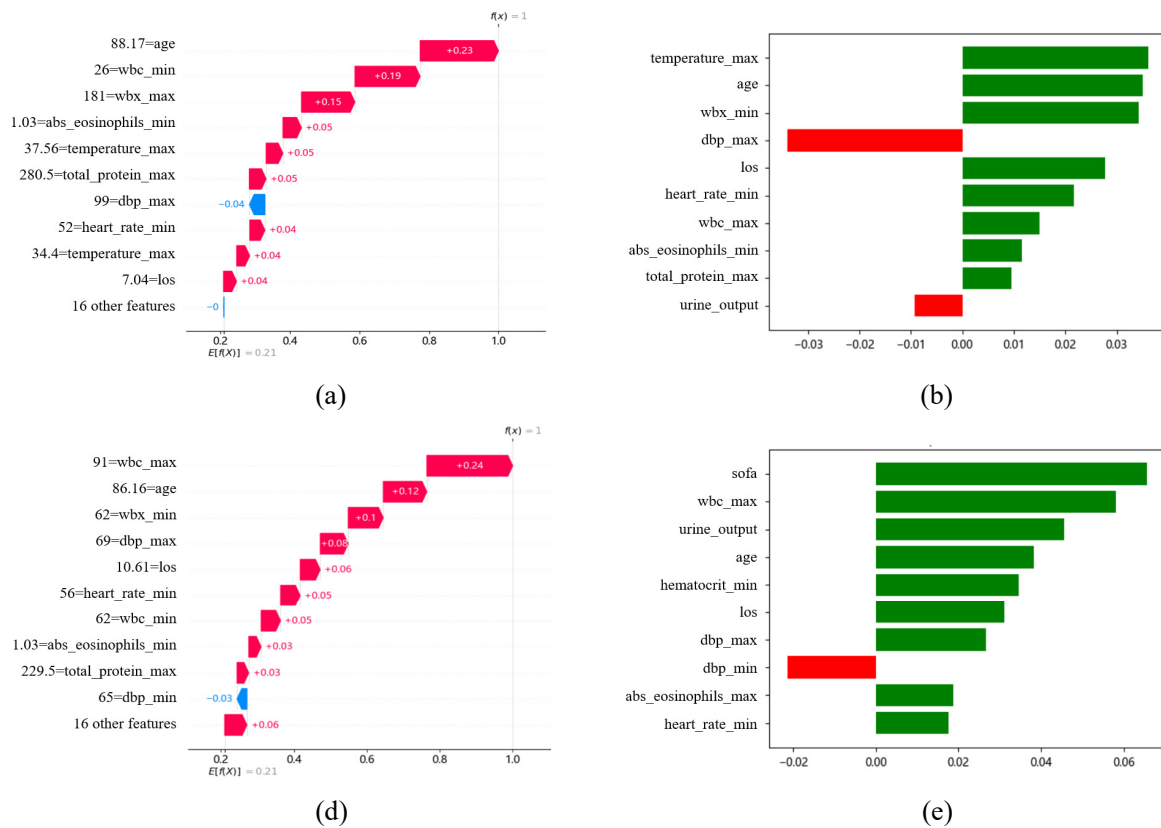 f(x) = 1
88.17=age
+0.23
26=wbc_min
+0.19
181=wbx_max
+0.15
1.03=abs_eosinophils_min
+0.05
37.56=temperature_max
+0.05
280.5=total_protein_max
+0.05
99=dbp_max
−0.04
52=heart_rate_min
+0.04
34.4=temperature_max
+0.04
7.04=los
+0.04
16 other features
−0
0.2 0.4 0.6 0.8 1.0
E[f(X)] = 0.21
(a)
temperature_max
age
wbx_min
dbp_max
los
heart_rate_min
wbc_max
abs_eosinophils_min
total_protein_max
urine_output
−0.03 −0.02 −0.01 0.00 0.01 0.02 0.03
(b)
f(x) = 1
91=wbc_max
+0.24
86.16=age
+0.12
62=wbx_min
+0.1
69=dbp_max
+0.08
10.61=los
+0.06
56=heart_rate_min
+0.05
62=wbc_min
+0.05
1.03=abs_eosinophils_min
+0.03
229.5=total_protein_max
+0.03
65=dbp_min
−0.03
16 other features
+0.06
0.2 0.4 0.6 0.8 1.0
E[f(X)] = 0.21
(d)
sofa
wbc_max
urine_output
age
hematocrit_min
los
dbp_max
dbp_min
abs_eosinophils_max
heart_rate_min
−0.02 0.00 0.02 0.04 0.06
(e)